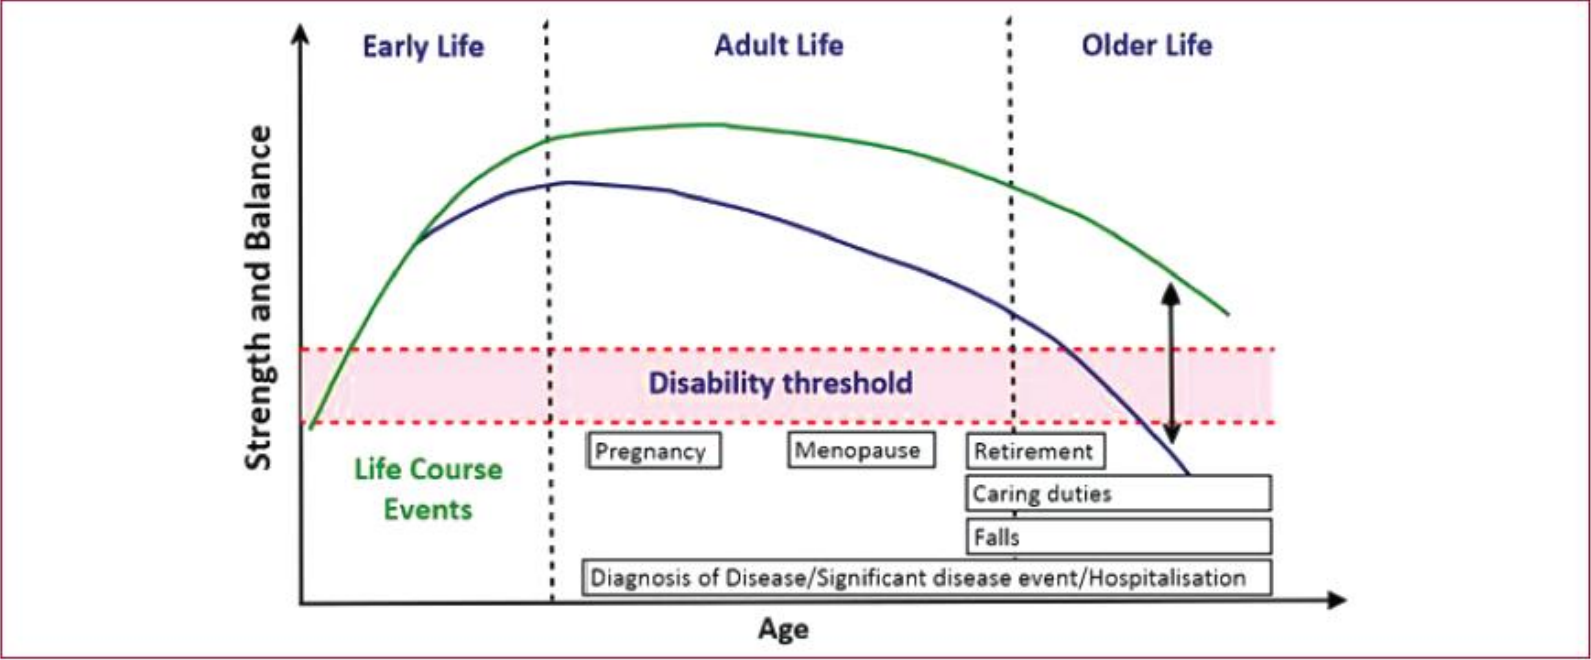 Early Life
Adult Life
Older Life
Strength and Balance
Disability threshold
Life Course
Events
Pregnancy
Menopause
Retirement
Caring duties
Falls
Diagnosis of Disease/Significant disease event/Hospitalisation
Age